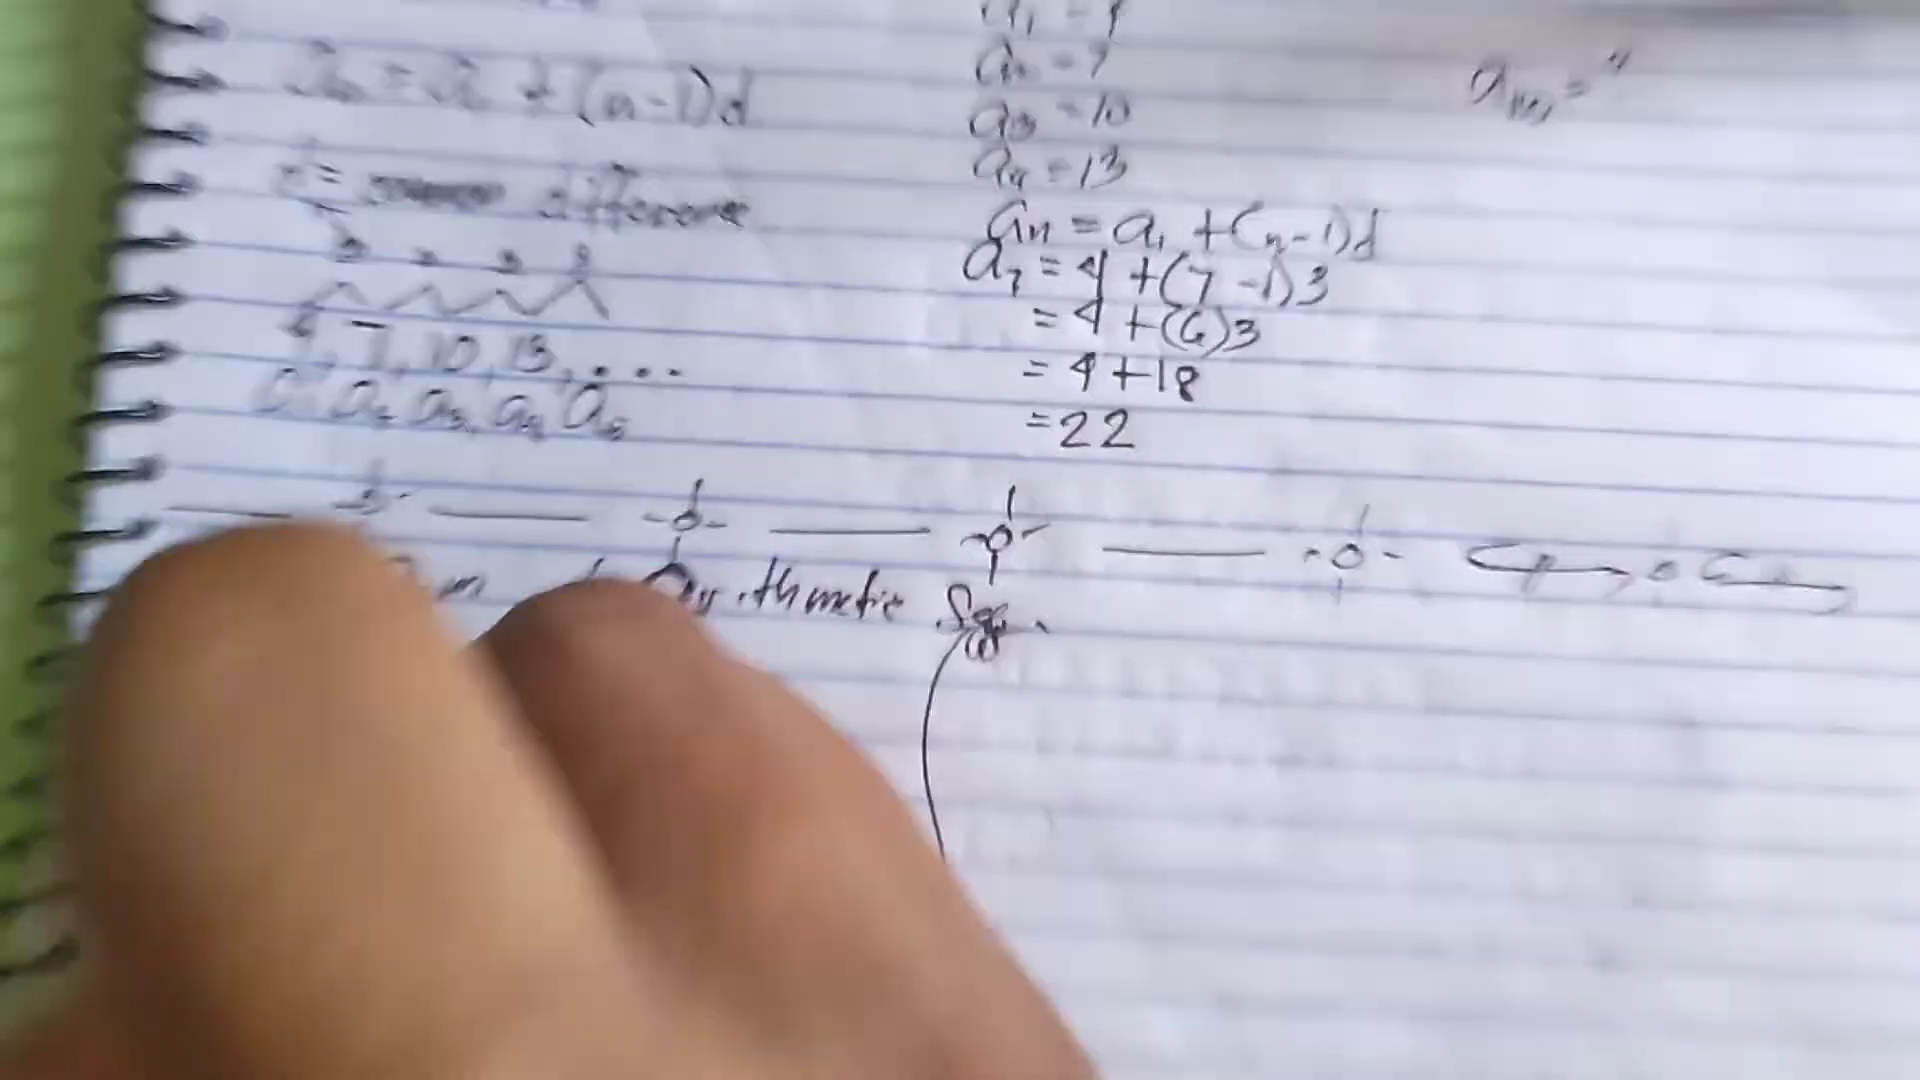 an = a1 + (n-1)d
= common difference
3 3 3 3
4, 7, 10, 13, ....
a1 a2 a3 a4 a5
a1 = 4
a2 = 7
a3 = 10
a4 = 13
an = a1 + (n-1)d
a7 = 4 + (7-1)3
= 4 + (6)3
= 4 + 18
= 22
Arithmetic Seq.